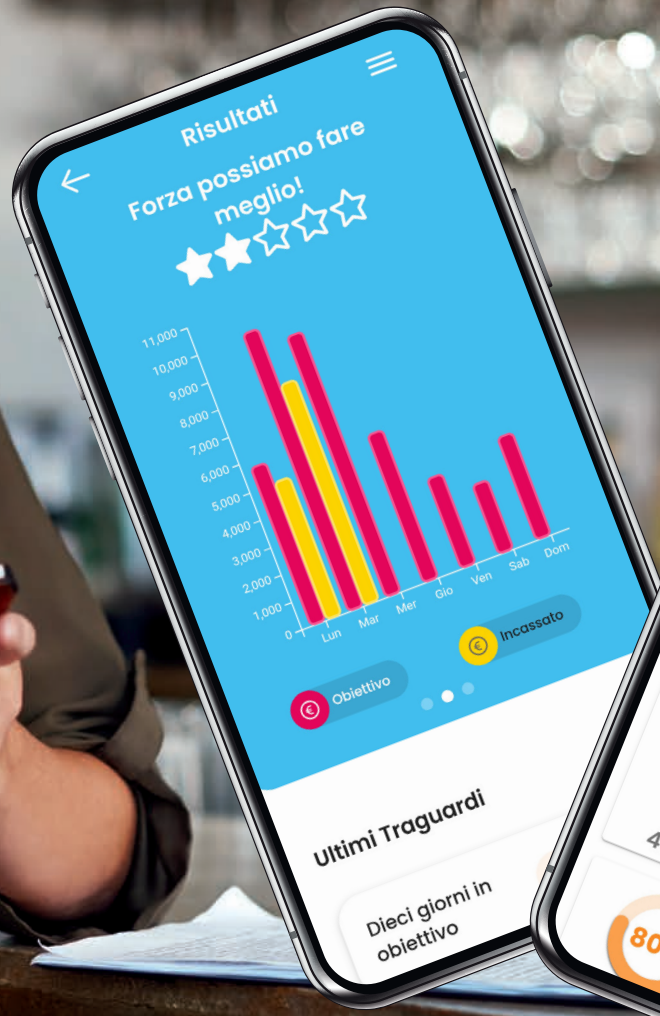 Risultati
Forza possiamo fare
meglio!
11,000
10,000
9,000
8,000
7,000
6,000
5,000
4,000
3,000
2,000
1,000
0
Lun
Mar
Mer
Gio
Ven
Sab
Dom
€ Obiettivo
€ Incassato
Ultimi Traguardi
Dieci giorni in
obiettivo
4
80